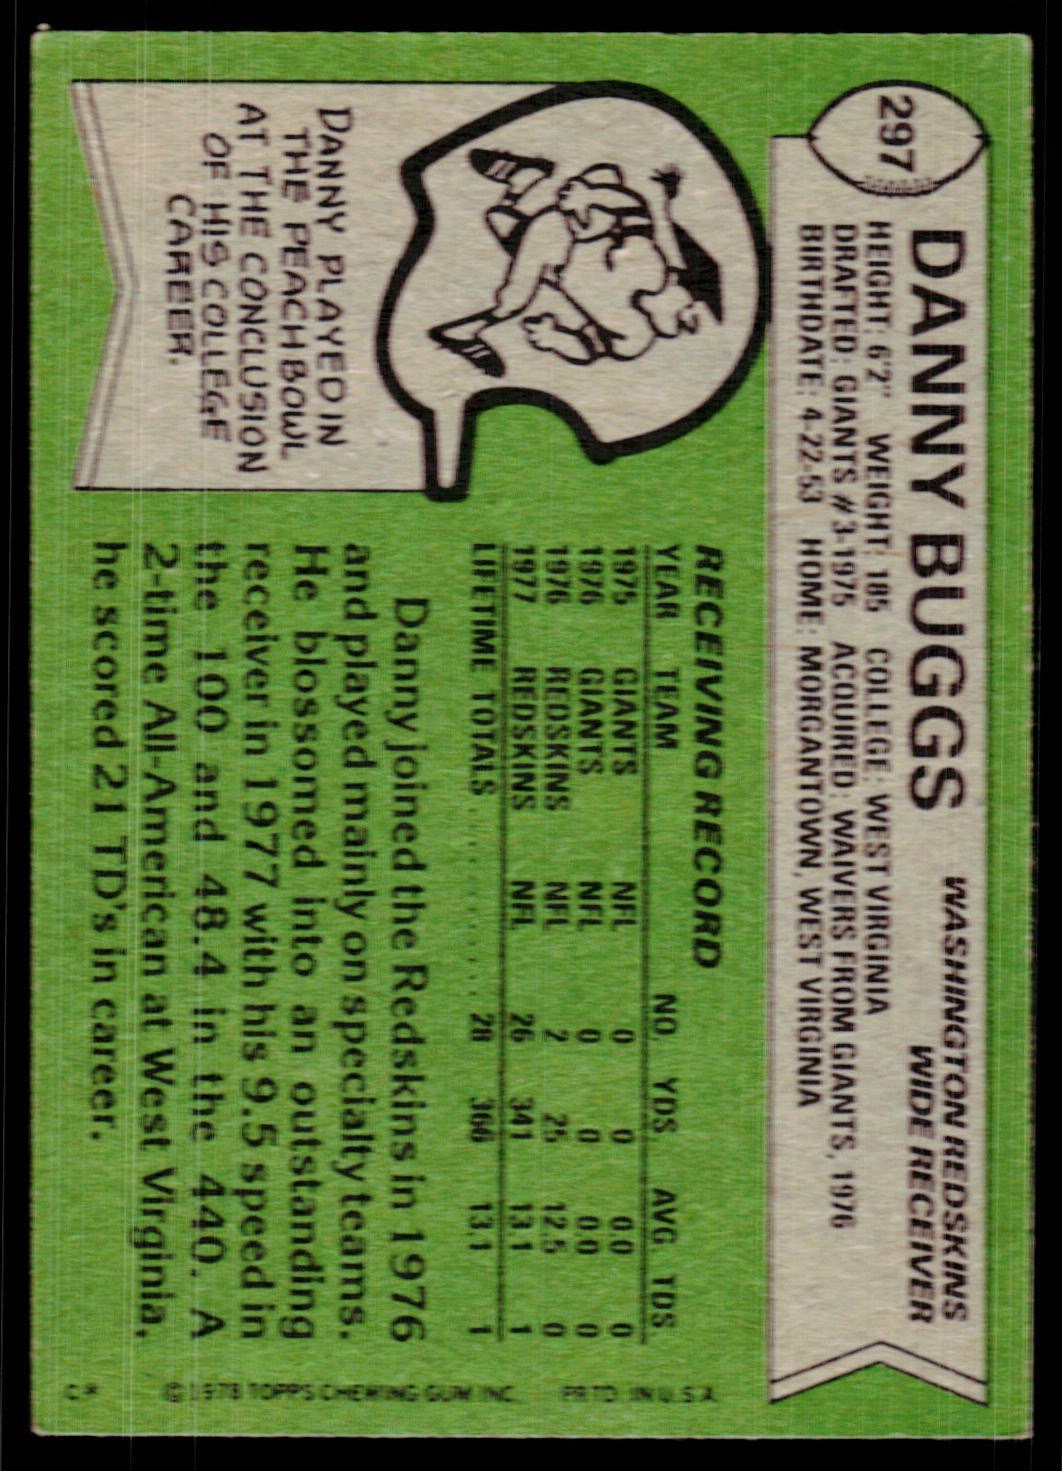 297
DANNY BUGGS
WASHINGTON REDSKINS
WIDE RECEIVER
HEIGHT: 6'2" WEIGHT: 185 COLLEGE: WEST VIRGINIA
DRAFTED: GIANTS #3-1975 ACQUIRED: WAIVERS FROM GIANTS, 1976
BIRTHDATE: 4-22-53 HOME: MORGANTOWN, WEST VIRGINIA
DANNY PLAYED IN
THE PEACH BOWL
AT THE CONCLUSION
OF HIS COLLEGE
CAREER.
RECEIVING RECORD
YEAR TEAM NO. YDS AVG. TDS
1975 GIANTS NFL 0 0 0.0 0
1976 GIANTS NFL 0 0 0.0 0
1976 REDSKINS NFL 2 25 12.5 0
1977 REDSKINS NFL 26 341 13.1 1
LIFETIME TOTALS .......... 28 366 13.1 1
Danny joined the Redskins in 1976
and played mainly on specialty teams.
He blossomed into an outstanding
receiver in 1977 with his 9.5 speed in
the 100 and 48.4 in the 440. A
2-time All-American at West Virginia,
he scored 21 TD's in career.
C* ©1978 TOPPS CHEWING GUM INC. PRTD. IN U.S.A.